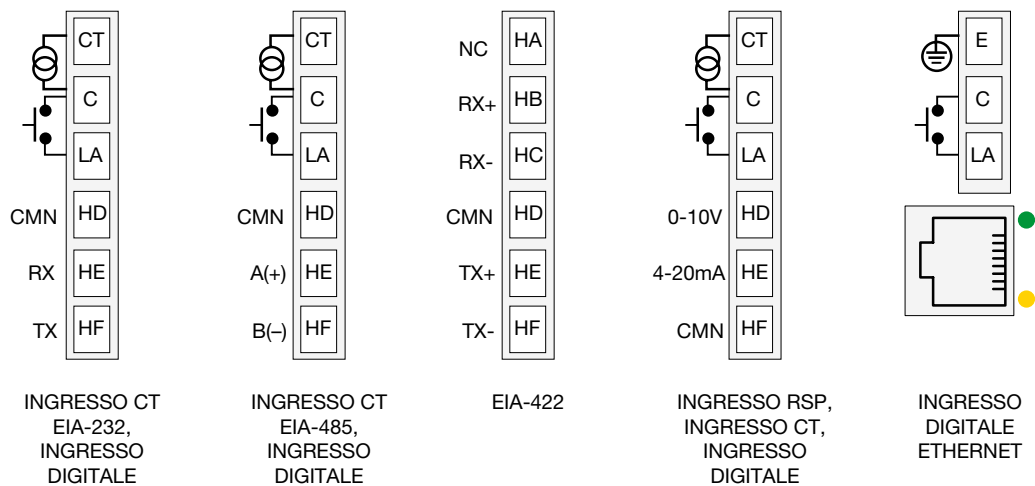 CT
C
LA
CMN HD
RX HE
TX HF
INGRESSO CT
EIA-232,
INGRESSO
DIGITALE
CT
C
LA
CMN HD
A(+) HE
B(–) HF
INGRESSO CT
EIA-485,
INGRESSO
DIGITALE
NC HA
RX+ HB
RX- HC
CMN HD
TX+ HE
TX- HF
EIA-422
CT
C
LA
0-10V HD
4-20mA HE
CMN HF
INGRESSO RSP,
INGRESSO CT,
INGRESSO
DIGITALE
E
C
LA
INGRESSO
DIGITALE
ETHERNET